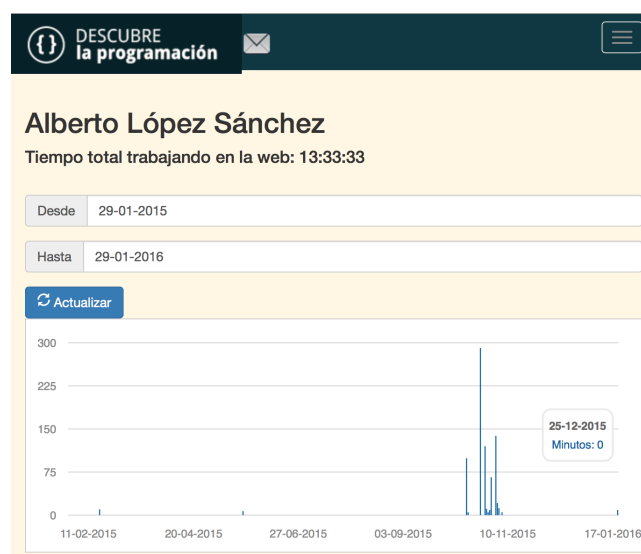 {} DESCUBRE
la programación
Alberto López Sánchez
Tiempo total trabajando en la web: 13:33:33
Desde 29-01-2015
Hasta 29-01-2016
Actualizar
300
225
150
75
0
25-12-2015
Minutos: 0
11-02-2015 20-04-2015 27-06-2015 03-09-2015 10-11-2015 17-01-2016